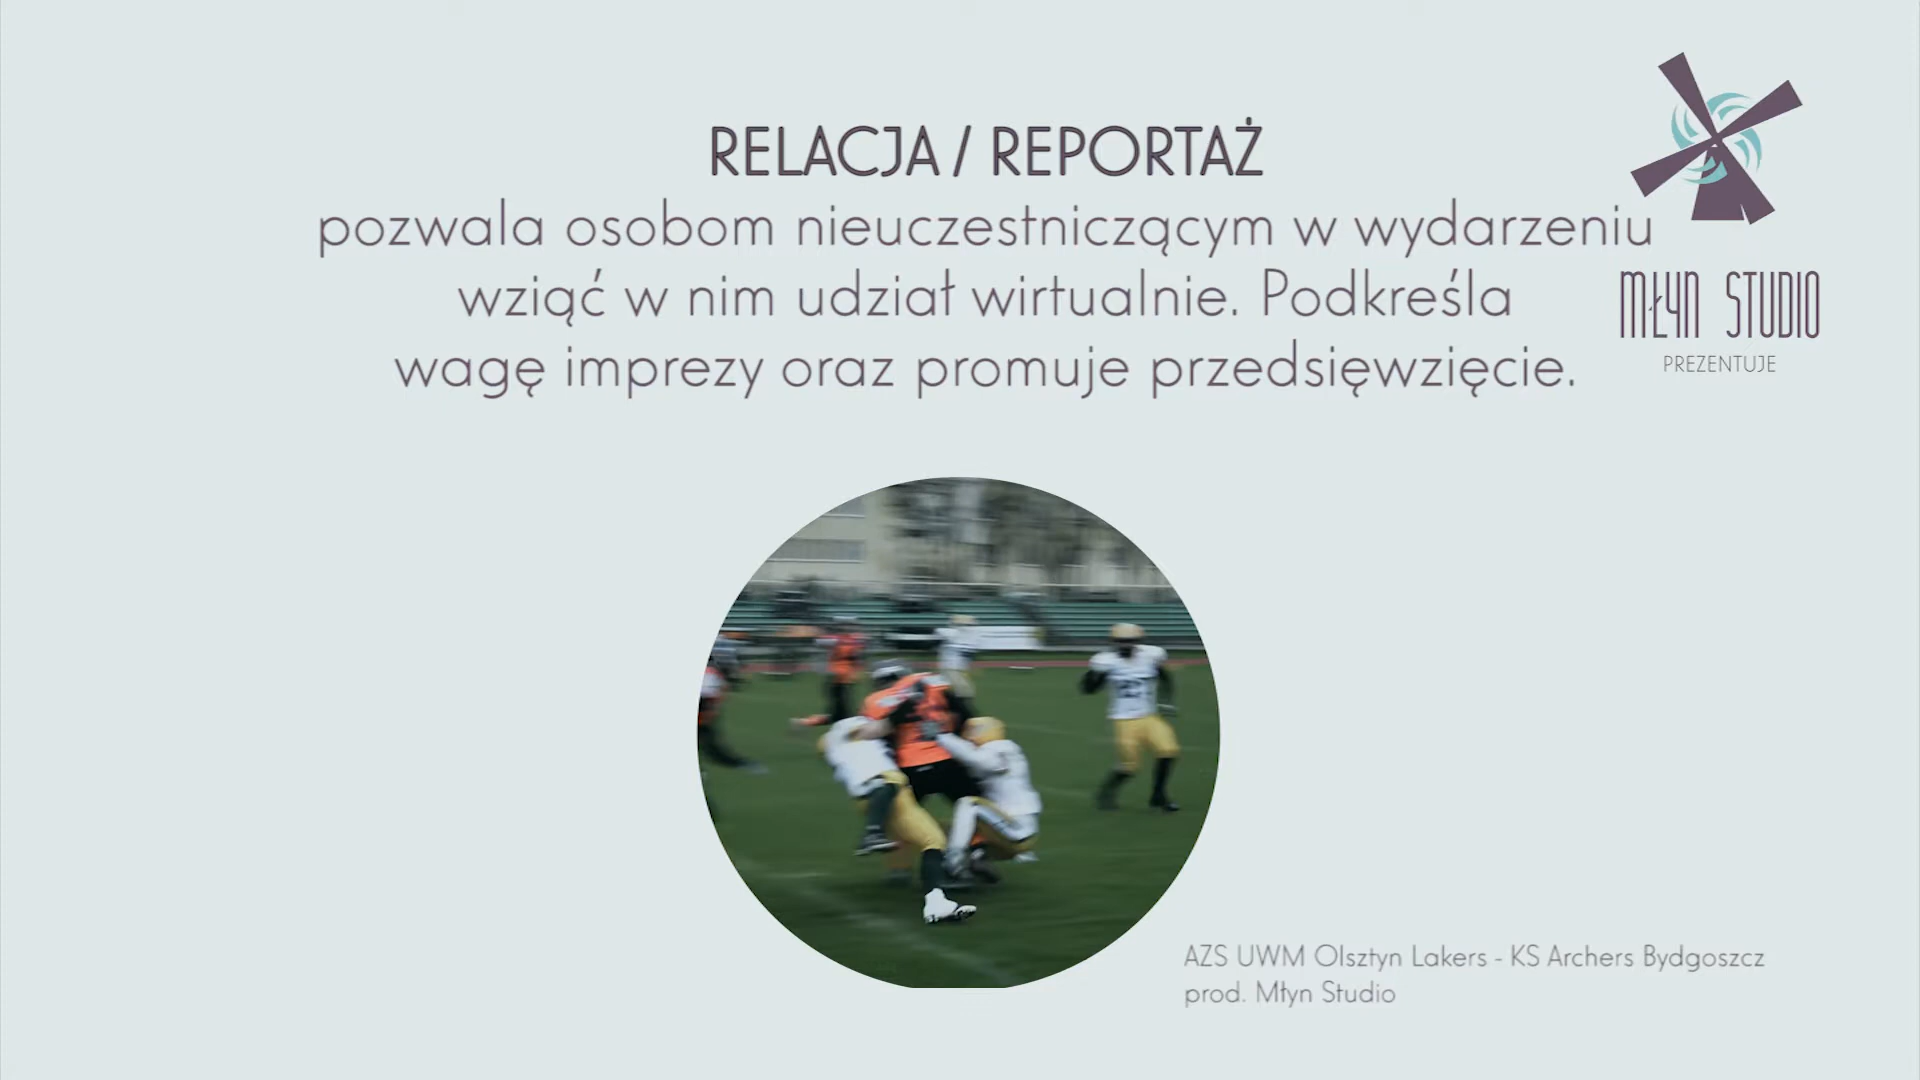 RELACJA / REPORTAŻ
pozwala osobom nieuczestniczącym w wydarzeniu
wziąć w nim udział wirtualnie. Podkreśla
wagę imprezy oraz promuje przedsięwzięcie.
MŁYN STUDIO
PREZENTUJE
AZS UWM Olsztyn Lakers - KS Archers Bydgoszcz
prod. Młyn Studio